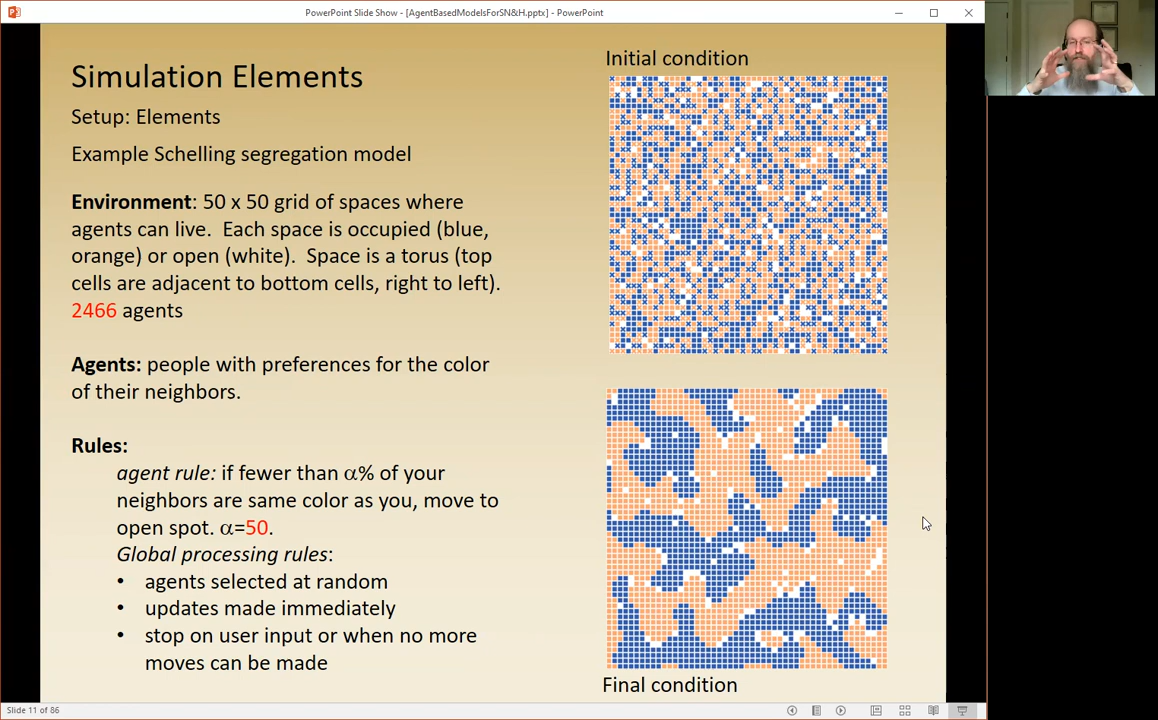 PowerPoint Slide Show - [AgentBasedModelsForSN&H.pptx] - PowerPoint
Simulation Elements
Setup: Elements
Example Schelling segregation model
Environment: 50 x 50 grid of spaces where
agents can live. Each space is occupied (blue,
orange) or open (white). Space is a torus (top
cells are adjacent to bottom cells, right to left).
2466 agents
Agents: people with preferences for the color
of their neighbors.
Rules:
agent rule: if fewer than α% of your
neighbors are same color as you, move to
open spot. α=50.
Global processing rules:
• agents selected at random
• updates made immediately
• stop on user input or when no more
moves can be made
Initial condition
Final condition
Slide 11 of 86